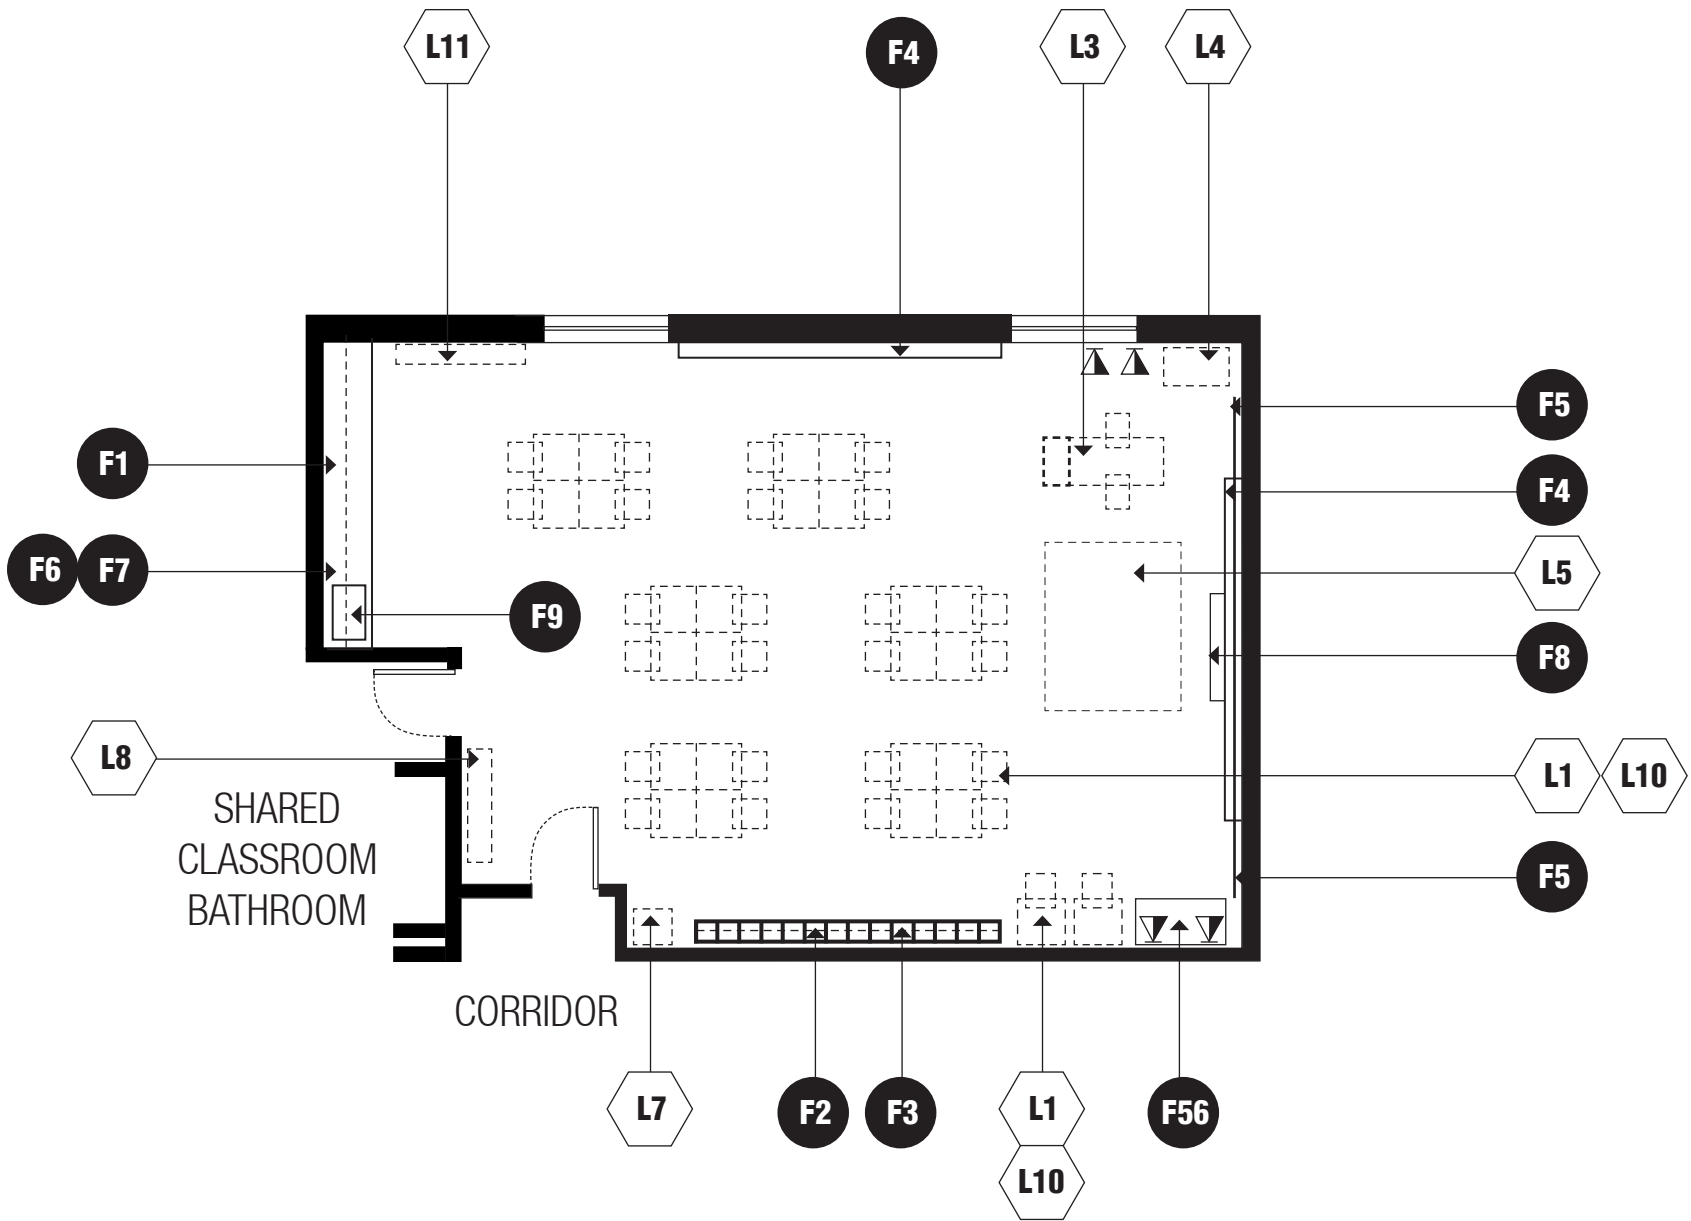 L11
F4
L3
L4
F5
F1
F4
F6 F7
L5
F9
F8
L8
L1 L10
SHARED
CLASSROOM
BATHROOM
F5
CORRIDOR
L7
F2
F3
L1
F56
L10